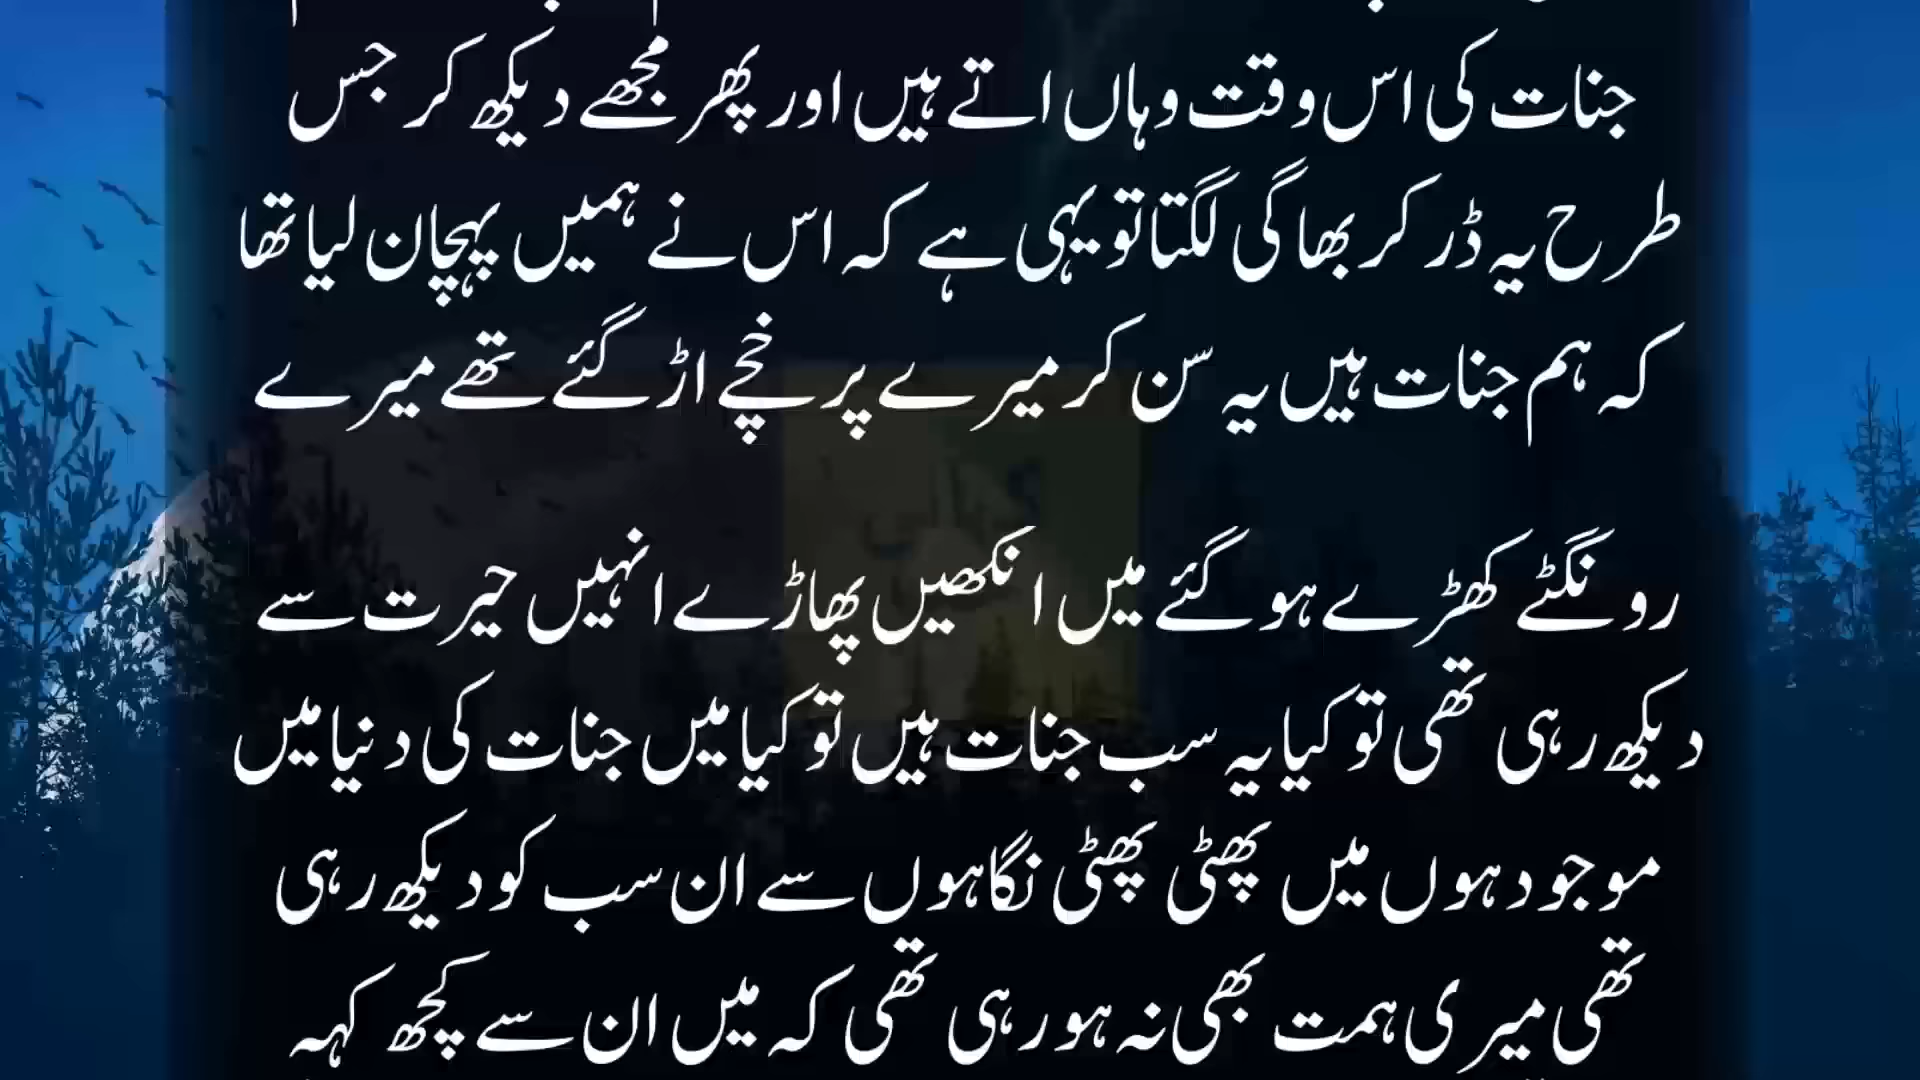 جنات کی اس وقت وہاں اتے ہیں اور پھر مجھے دیکھ کر جس
طرح یہ ڈر کر بھاگی لگتا تو یہی ہے کہ اس نے ہمیں پہچان لیا تھا
کہ ہم جنات ہیں یہ سن کر میرے پرخچے اڑ گئے تھے میرے
رونگٹے کھڑے ہو گئے میں انکھیں پھاڑے انہیں حیرت سے
دیکھ رہی تھی تو کیا یہ سب جنات ہیں تو کیا میں جنات کی دنیا میں
موجود ہوں میں پھٹی پھٹی نگاہوں سے ان سب کو دیکھ رہی
تھی میری ہمت بھی نہ ہو رہی تھی کہ میں ان سے کچھ کہہ